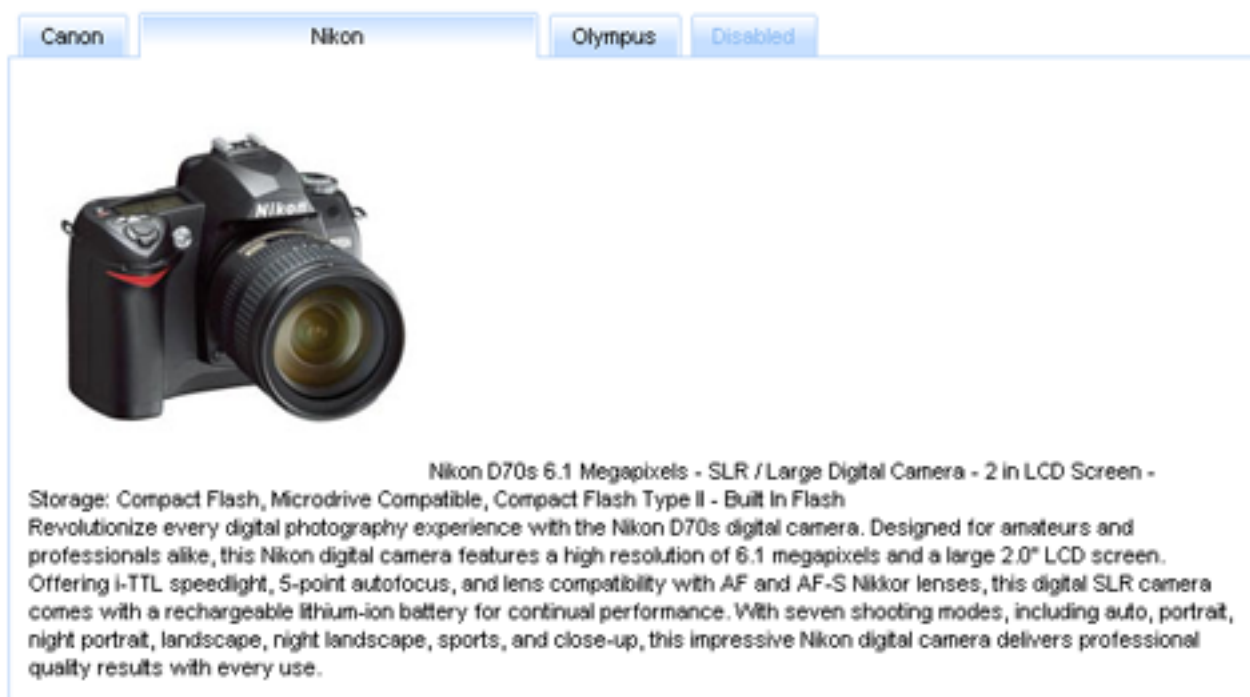 Canon Nikon Olympus Disabled
Nikon
Nikon D70s 6.1 Megapixels - SLR / Large Digital Camera - 2 in LCD Screen -
Storage: Compact Flash, Microdrive Compatible, Compact Flash Type II - Built In Flash
Revolutionize every digital photography experience with the Nikon D70s digital camera. Designed for amateurs and
professionals alike, this Nikon digital camera features a high resolution of 6.1 megapixels and a large 2.0" LCD screen.
Offering i-TTL speedlight, 5-point autofocus, and lens compatibility with AF and AF-S Nikkor lenses, this digital SLR camera
comes with a rechargeable lithium-ion battery for continual performance. With seven shooting modes, including auto, portrait,
night portrait, landscape, night landscape, sports, and close-up, this impressive Nikon digital camera delivers professional
quality results with every use.